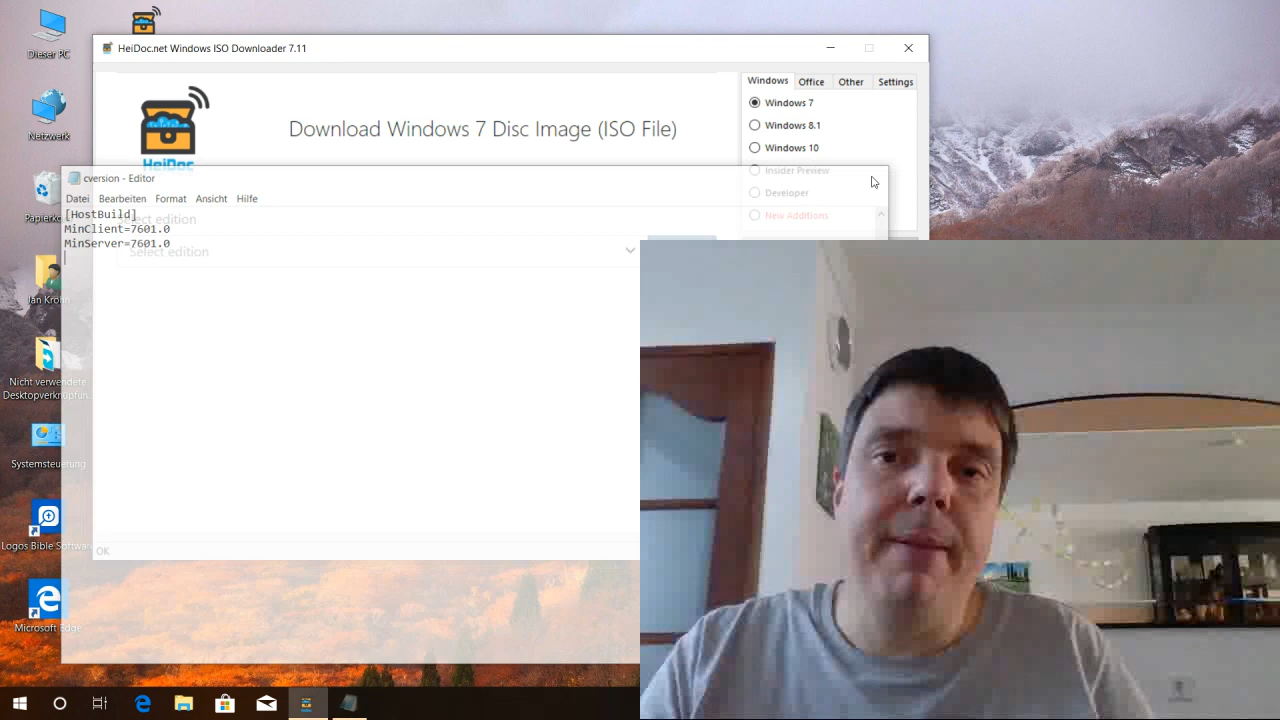 Dieser PC
Netzwerk
Papierko
Jan Krohn
Nicht verwendete
Desktopverknüpfun...
Systemsteuerung
Logos Bible Software
Microsoft Edge
HeiDoc.net Windows ISO Downloader 7.11
HeiDoc
Download Windows 7 Disc Image (ISO File)
Windows
Office
Other
Settings
Windows 7
Windows 8.1
Windows 10
Insider Preview
Developer
New Additions
cversion - Editor
Datei
Bearbeiten
Format
Ansicht
Hilfe
[HostBuild]
MinClient=7601.0
MinServer=7601.0
edition
Select edition
OK